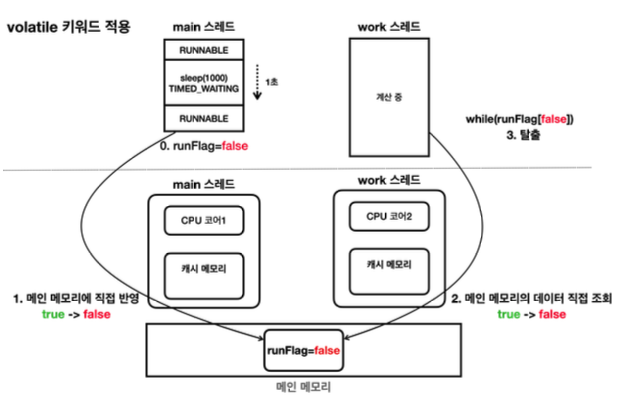 volatile 키워드 적용
main 스레드
work 스레드
RUNNABLE
sleep(1000)
TIMED_WAITING
1초
RUNNABLE
계산 중
while(runFlag[false])
3. 탈출
0. runFlag=false
main 스레드
work 스레드
CPU 코어1
CPU 코어2
캐시 메모리
캐시 메모리
1. 메인 메모리에 직접 반영
true -> false
2. 메인 메모리의 데이터 직접 조회
true -> false
runFlag=false
메인 메모리